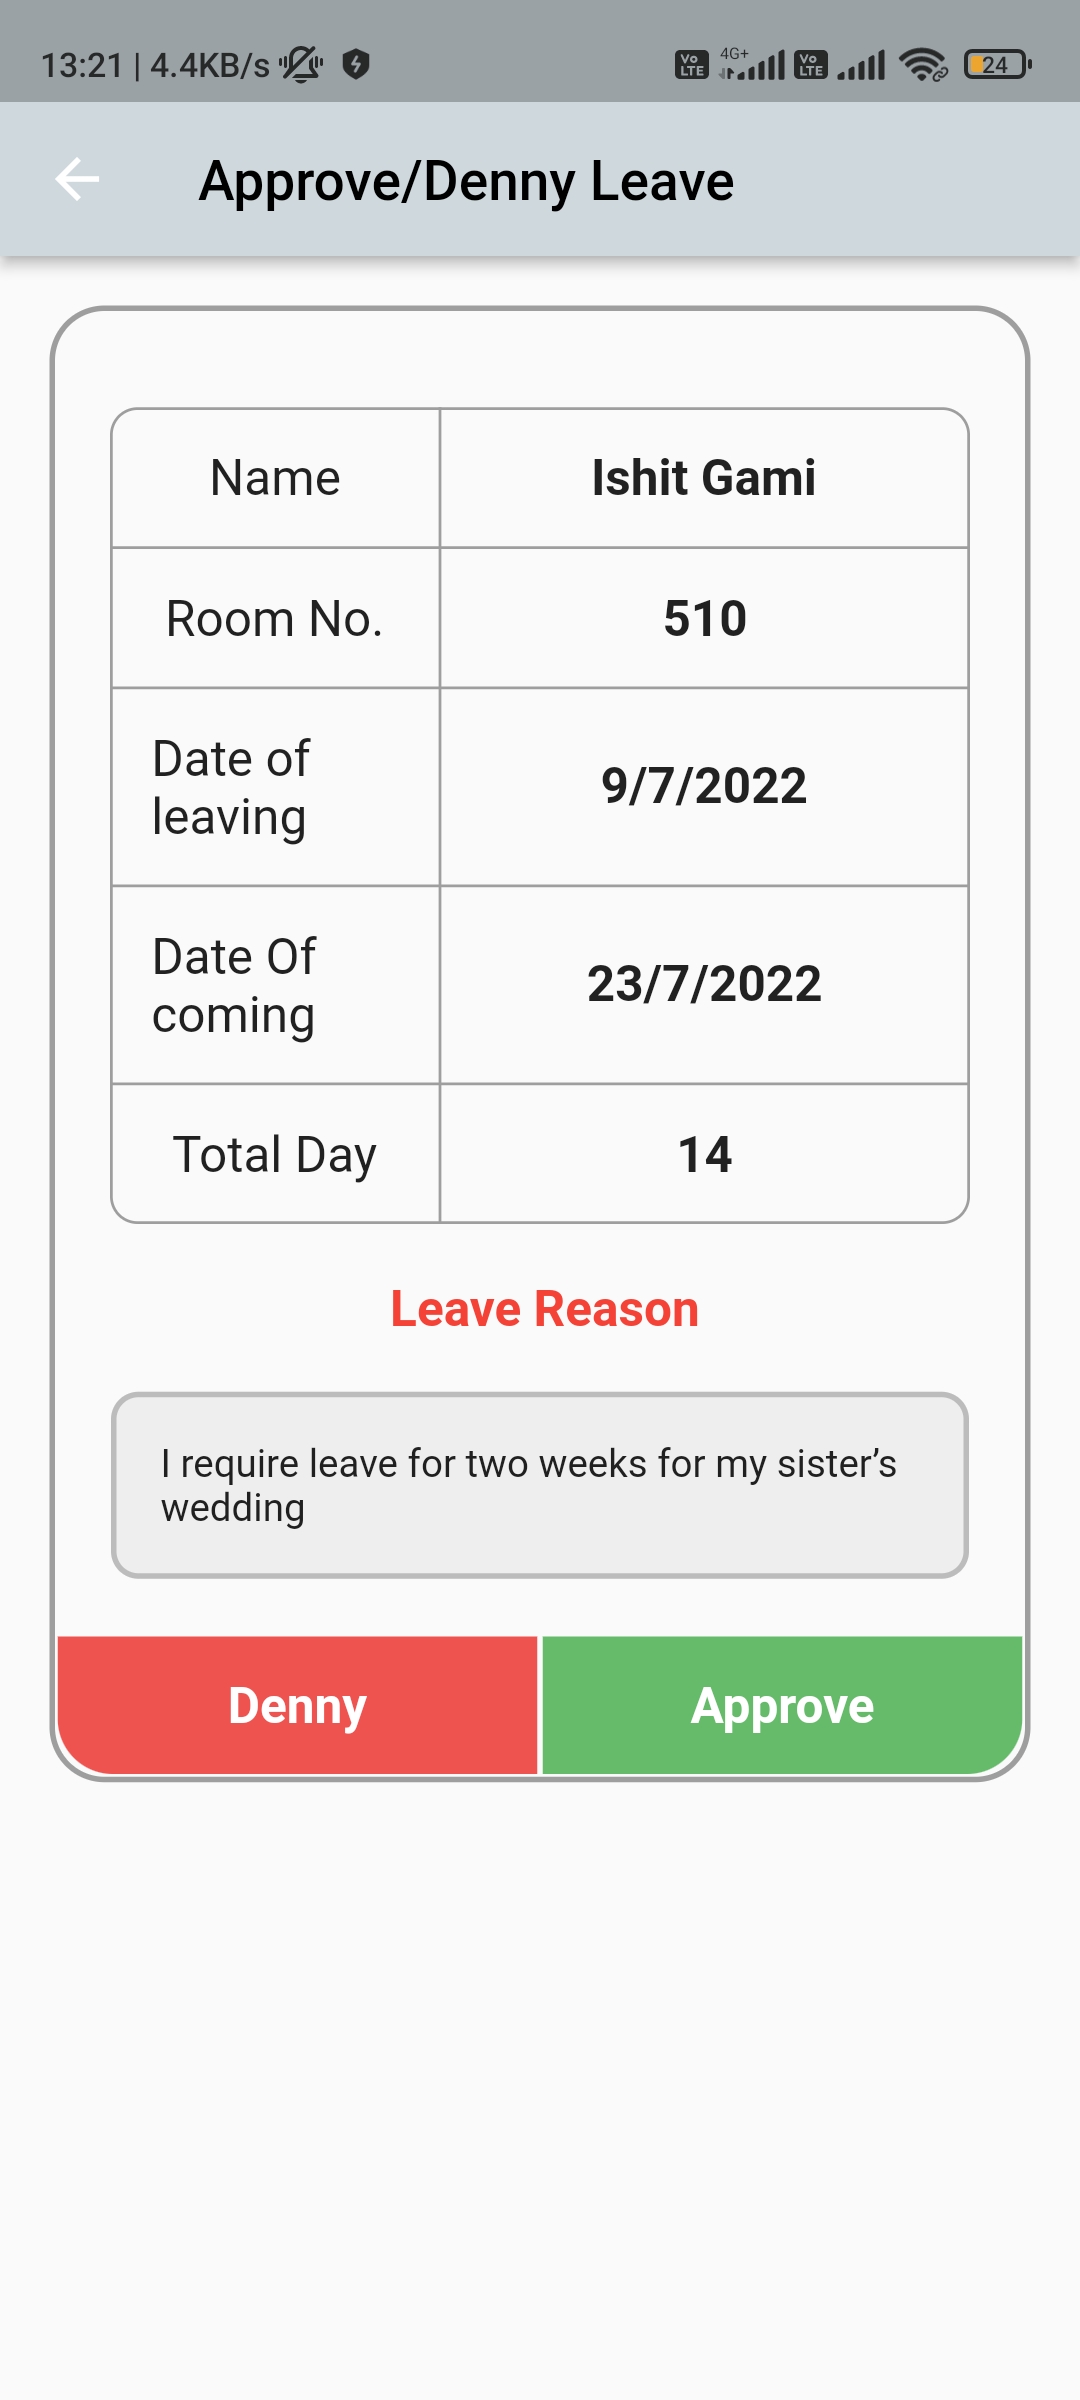 13:21 | 4.4KB/s
Vo LTE 4G+ Vo LTE 24
Approve/Denny Leave
Name Ishit Gami
Room No. 510
Date of
leaving
9/7/2022
Date Of
coming
23/7/2022
Total Day 14
Leave Reason
I require leave for two weeks for my sister’s
wedding
Denny Approve